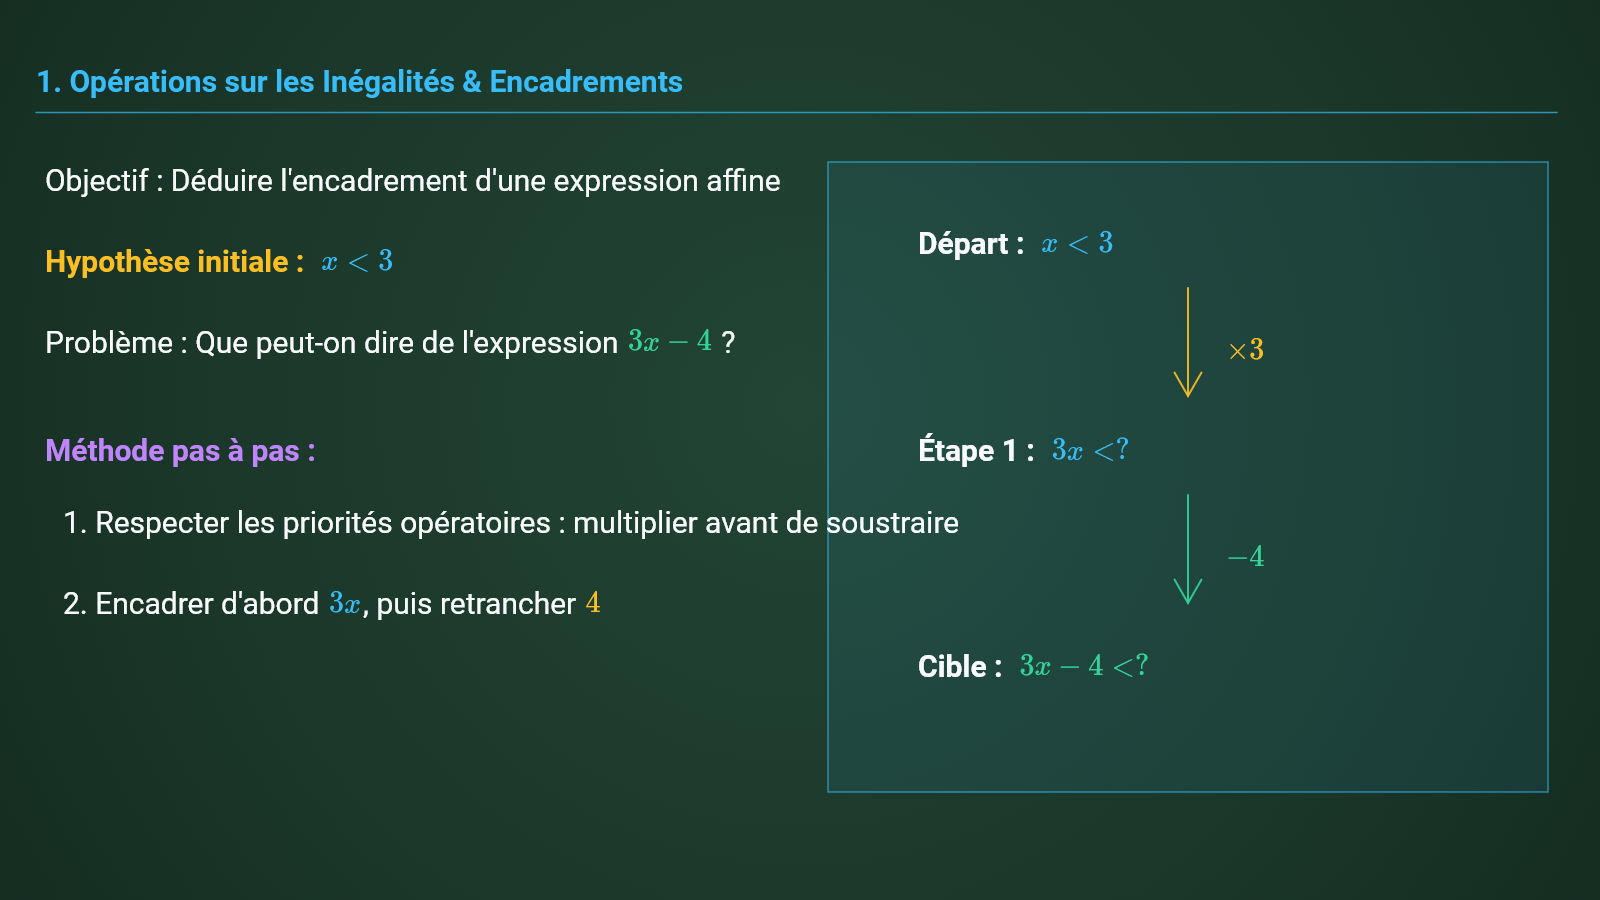 1. Opérations sur les Inégalités & Encadrements
Objectif : Déduire l'encadrement d'une expression affine
Hypothèse initiale : x < 3
Problème : Que peut-on dire de l'expression 3x − 4 ?
Méthode pas à pas :
1. Respecter les priorités opératoires : multiplier avant de soustraire
2. Encadrer d'abord 3x, puis retrancher 4
Départ : x < 3
×3
Étape 1 : 3x <?
−4
Cible : 3x − 4 <?